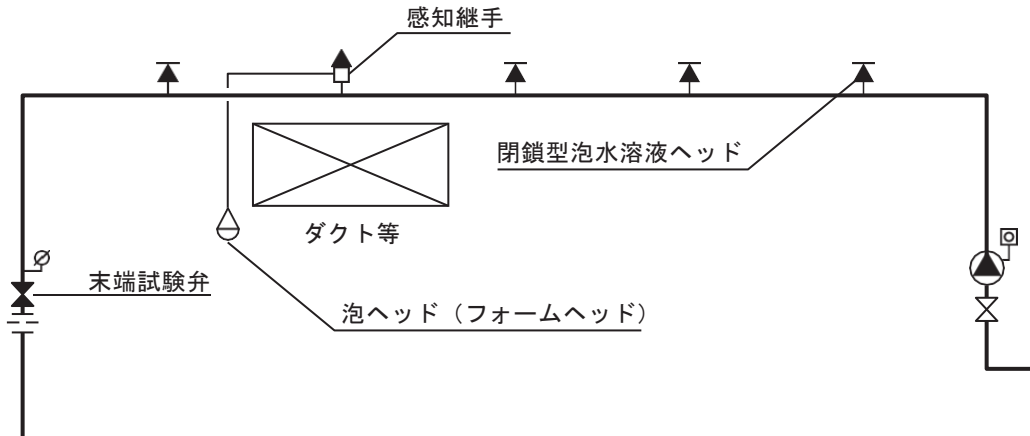 感知継手
閉鎖型泡水溶液ヘッド
ダクト等
末端試験弁
泡ヘッド（フォームヘッド）